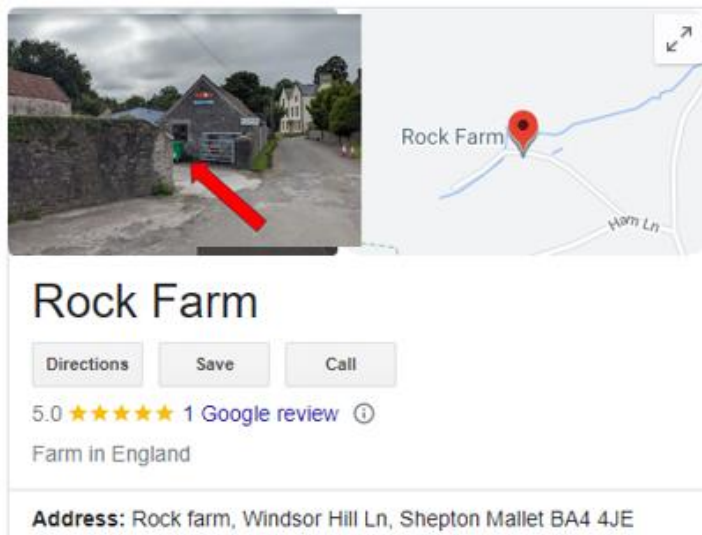 Rock Farm
Ham Ln
Rock Farm
Directions
Save
Call
5.0 ★★★★★ 1 Google review
Farm in England
Address: Rock farm, Windsor Hill Ln, Shepton Mallet BA4 4JE